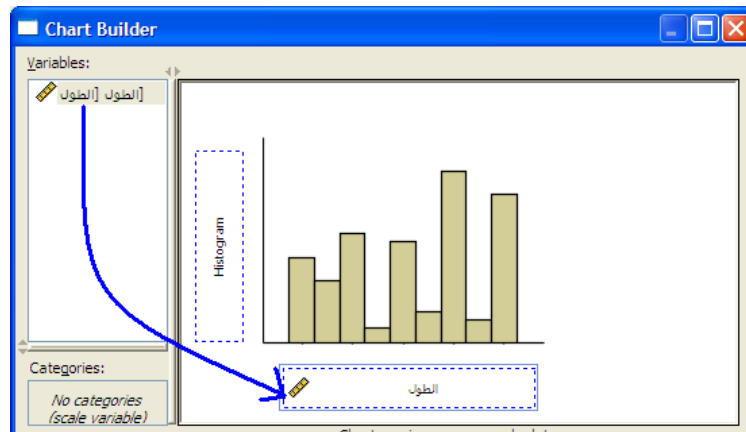 Chart Builder
Variables:
الطول [الطول]
Histogram
الطول
Categories:
No categories
(scale variable)